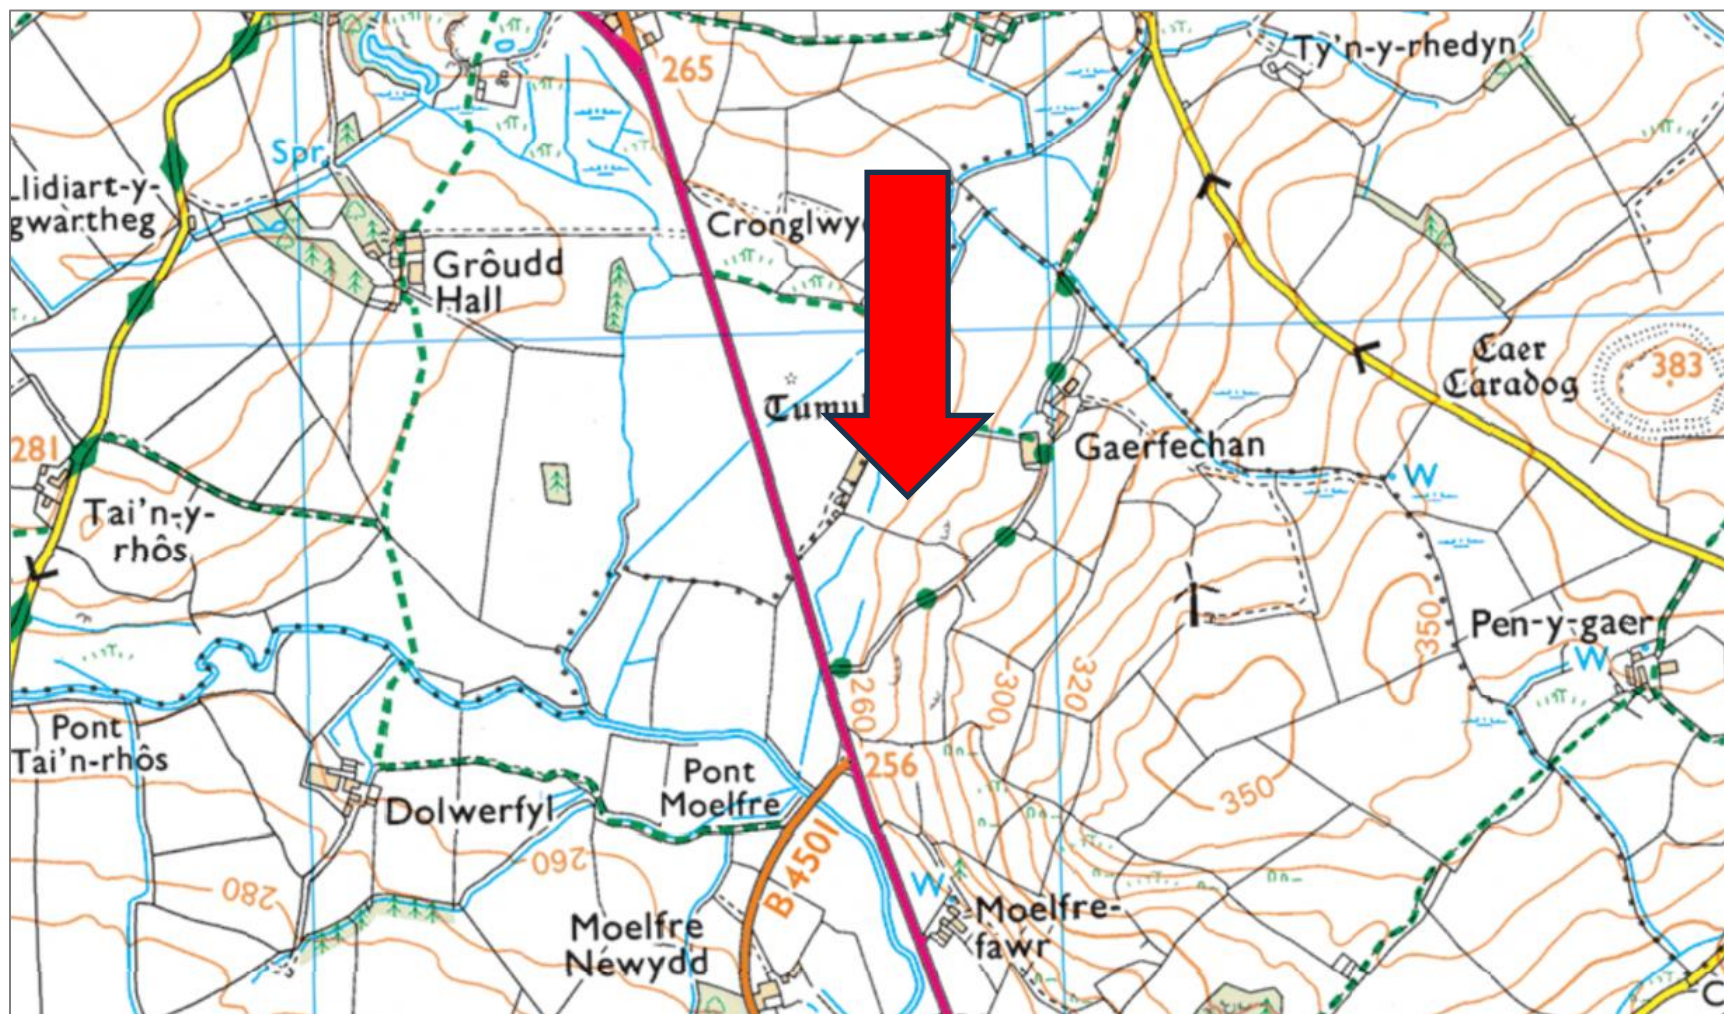 265
Ty'n-y-rhedyn
Spr
Llidiart-y-
gwartheg
Cronglwy
Grôudd
Hall
Caer
Caradog
383
Tumul
281
Gaerfechan
W
Tai'n-y-
rhôs
350
Pen-y-gaer
W
260
300
320
Pont
Tai'n-rhôs
Pont
Moelfre
256
350
Dolwerfyl
B 4501
260
280
W
Moelfre
Newydd
Moelfre-
fawr
C